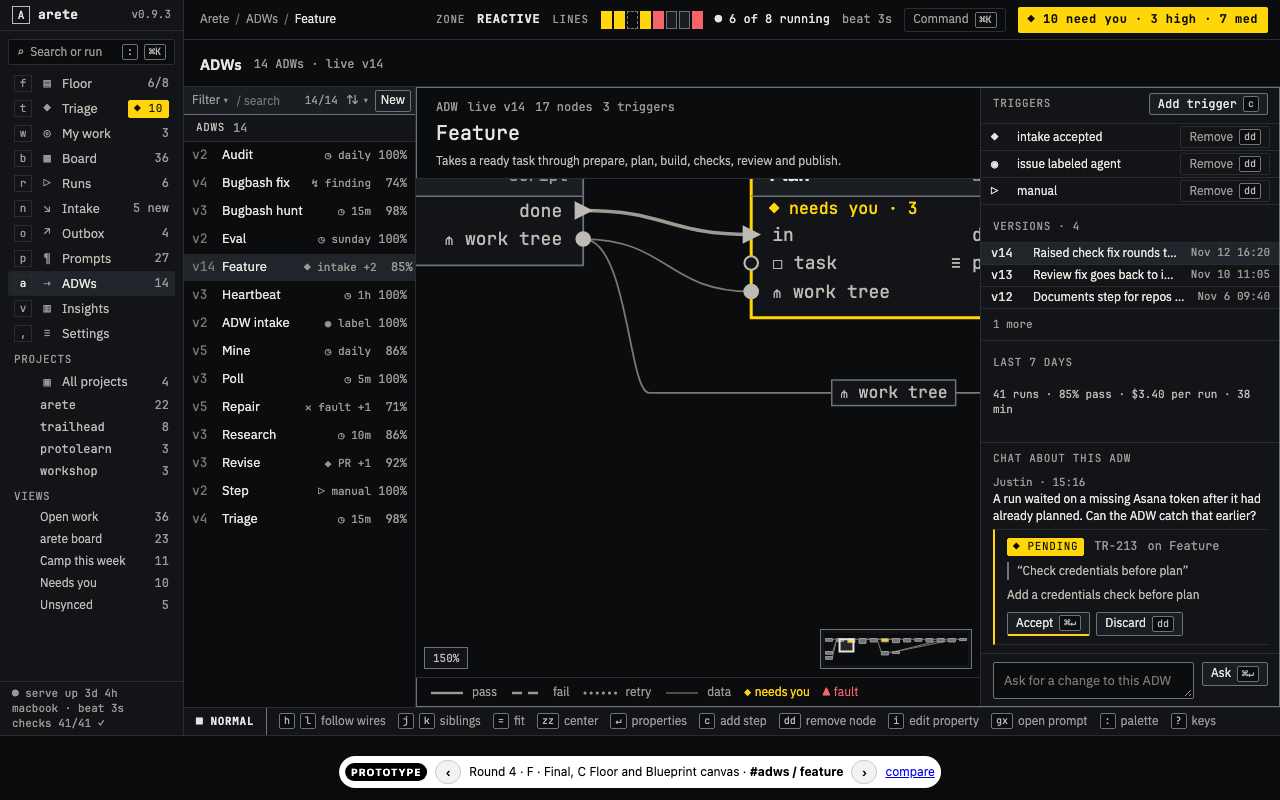 A arete v0.9.3
Search or run : ⌘K
f Floor 6/8
t Triage ◆ 10
w My work 3
b Board 36
r Runs 6
n Intake 5 new
o Outbox 4
p ¶ Prompts 27
a ADWs 14
v Insights
, Settings
PROJECTS
All projects 4
arete 22
trailhead 8
protolearn 3
workshop 3
VIEWS
Open work 36
arete board 23
Camp this week 11
Needs you 10
Unsynced 5
● serve up 3d 4h
macbook · beat 3s
checks 41/41 ✓
Arete / ADWs / Feature
ZONE REACTIVE LINES
● 6 of 8 running beat 3s
Command ⌘K
◆ 10 need you · 3 high · 7 med
ADWs 14 ADWs · live v14
Filter ▾ / search 14/14 ⇅ ▾ New
ADWS 14
v2 Audit daily 100%
v4 Bugbash fix ↯ finding 74%
v3 Bugbash hunt 15m 98%
v2 Eval sunday 100%
v14 Feature ◆ intake +2 85%
v3 Heartbeat 1h 100%
v2 ADW intake ◉ label 100%
v5 Mine daily 86%
v3 Poll 5m 100%
v5 Repair × fault +1 71%
v3 Research 10m 86%
v3 Revise ◆ PR +1 92%
v2 Step ▷ manual 100%
v4 Triage 15m 98%
ADW live v14 17 nodes 3 triggers
Feature
Takes a ready task through prepare, plan, build, checks, review and publish.
script
done
⋔ work tree
Plan
◆ needs you · 3
in
□ task
⋔ work tree
⋔ work tree
150%
pass fail retry data ◆ needs you ▲ fault
TRIGGERS Add trigger c
◆ intake accepted Remove dd
◉ issue labeled agent Remove dd
▷ manual Remove dd
VERSIONS · 4
v14 Raised check fix rounds t... Nov 12 16:20
v13 Review fix goes back to i... Nov 10 11:05
v12 Documents step for repos ... Nov 6 09:40
1 more
LAST 7 DAYS
41 runs · 85% pass · $3.40 per run · 38
min
CHAT ABOUT THIS ADW
Justin · 15:16
A run waited on a missing Asana token after it had
already planned. Can the ADW catch that earlier?
◆ PENDING TR-213 on Feature
“Check credentials before plan”
Add a credentials check before plan
Accept ⌘↵ Discard dd
Ask for a change to this ADW
Ask ⌘↵
■ NORMAL h l follow wires j k siblings = fit zz center ↵ properties c add step dd remove node i edit property gx open prompt : palette ? keys
PROTOTYPE ‹ Round 4 · F · Final, C Floor and Blueprint canvas · #adws / feature › compare